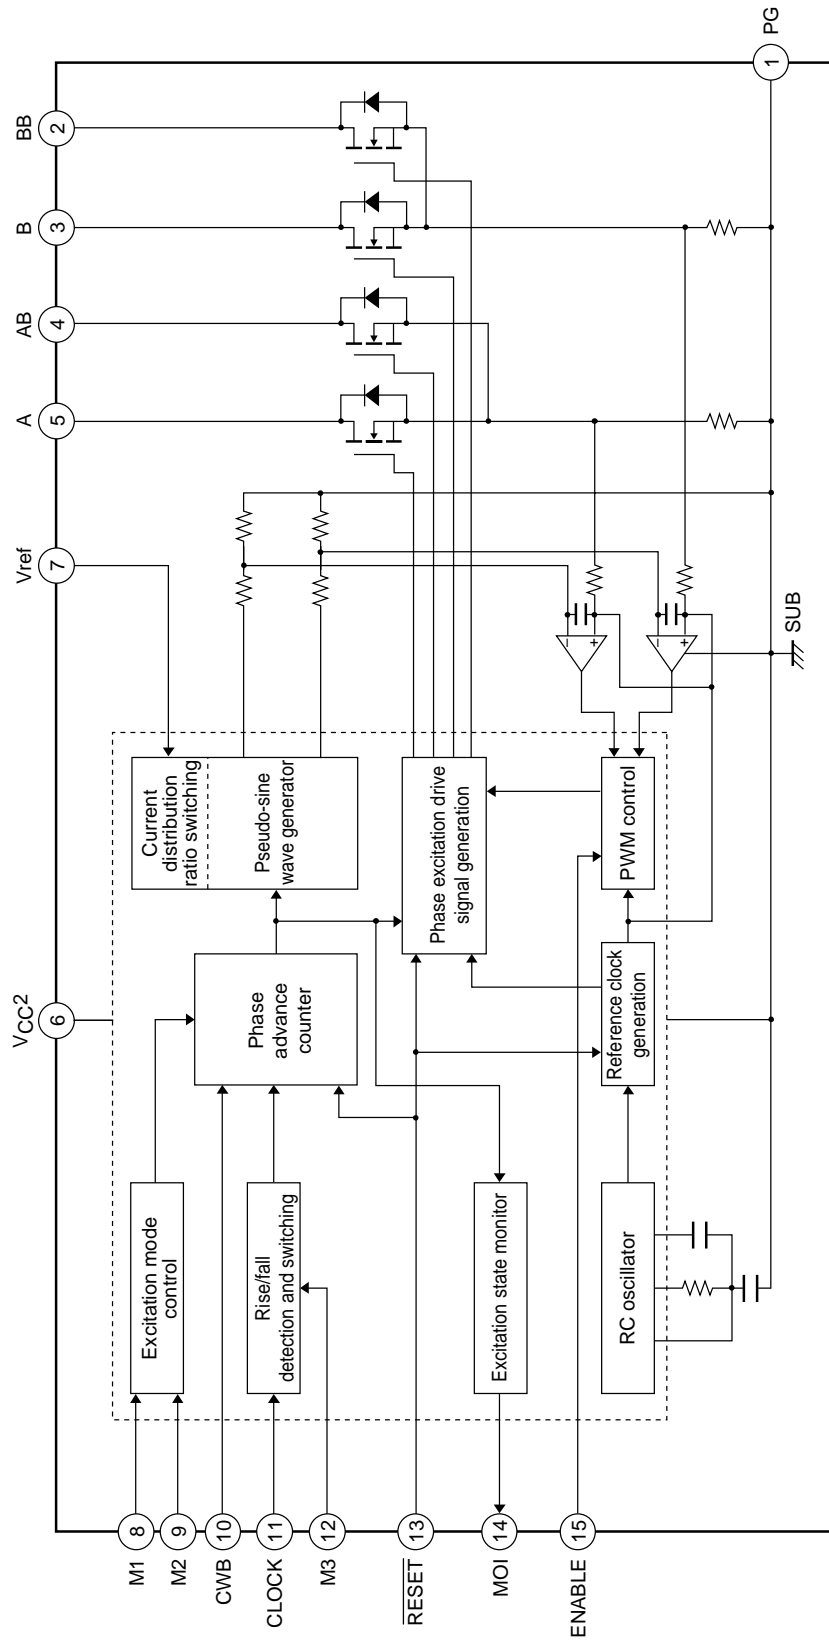 VCC2
6
Vref
7
A
5
AB
4
B
3
BB
2
PG
1
M1
8
M2
9
CWB
10
CLOCK
11
M3
12
RESET
13
MOI
14
ENABLE
15
Excitation mode
control
Phase
advance
counter
Current
distribution
ratio switching
Pseudo-sine
wave generator
Rise/fall
detection and switching
Phase excitation drive
signal generation
Excitation state monitor
RC oscillator
Reference clock
generation
PWM control
–
+
–
+
SUB